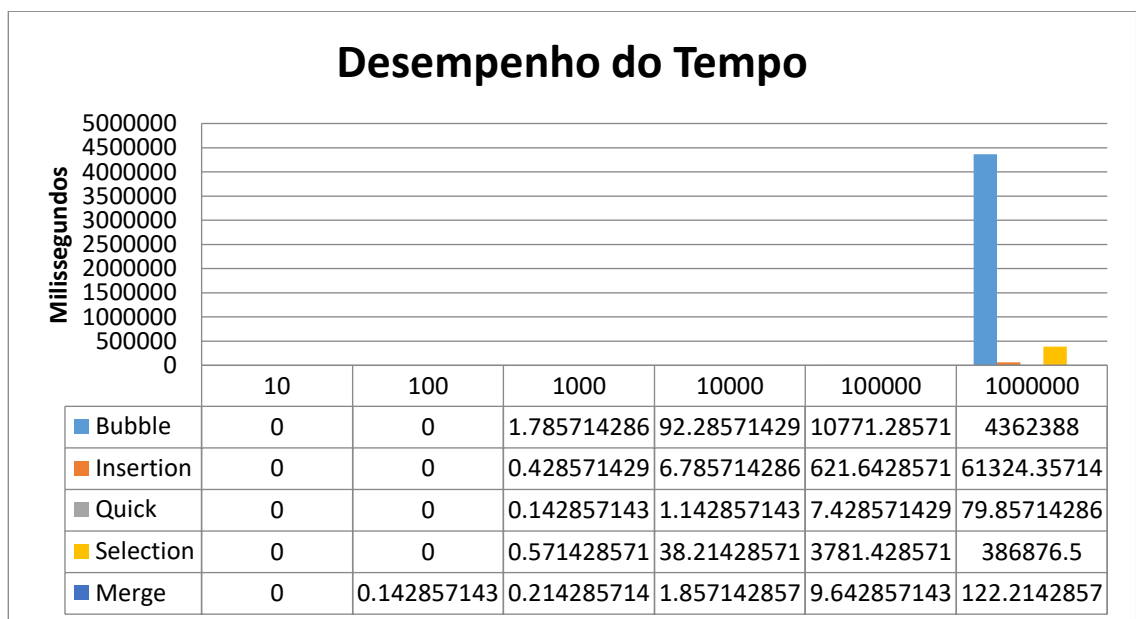 Desempenho do Tempo
Milissegundos
5000000
4500000
4000000
3500000
3000000
2500000
2000000
1500000
1000000
500000
0
10 100 1000 10000 100000 1000000
Bubble 0 0 1.785714286 92.28571429 10771.28571 4362388
Insertion 0 0 0.428571429 6.785714286 621.6428571 61324.35714
Quick 0 0 0.142857143 1.142857143 7.428571429 79.85714286
Selection 0 0 0.571428571 38.21428571 3781.428571 386876.5
Merge 0 0.142857143 0.214285714 1.857142857 9.642857143 122.2142857